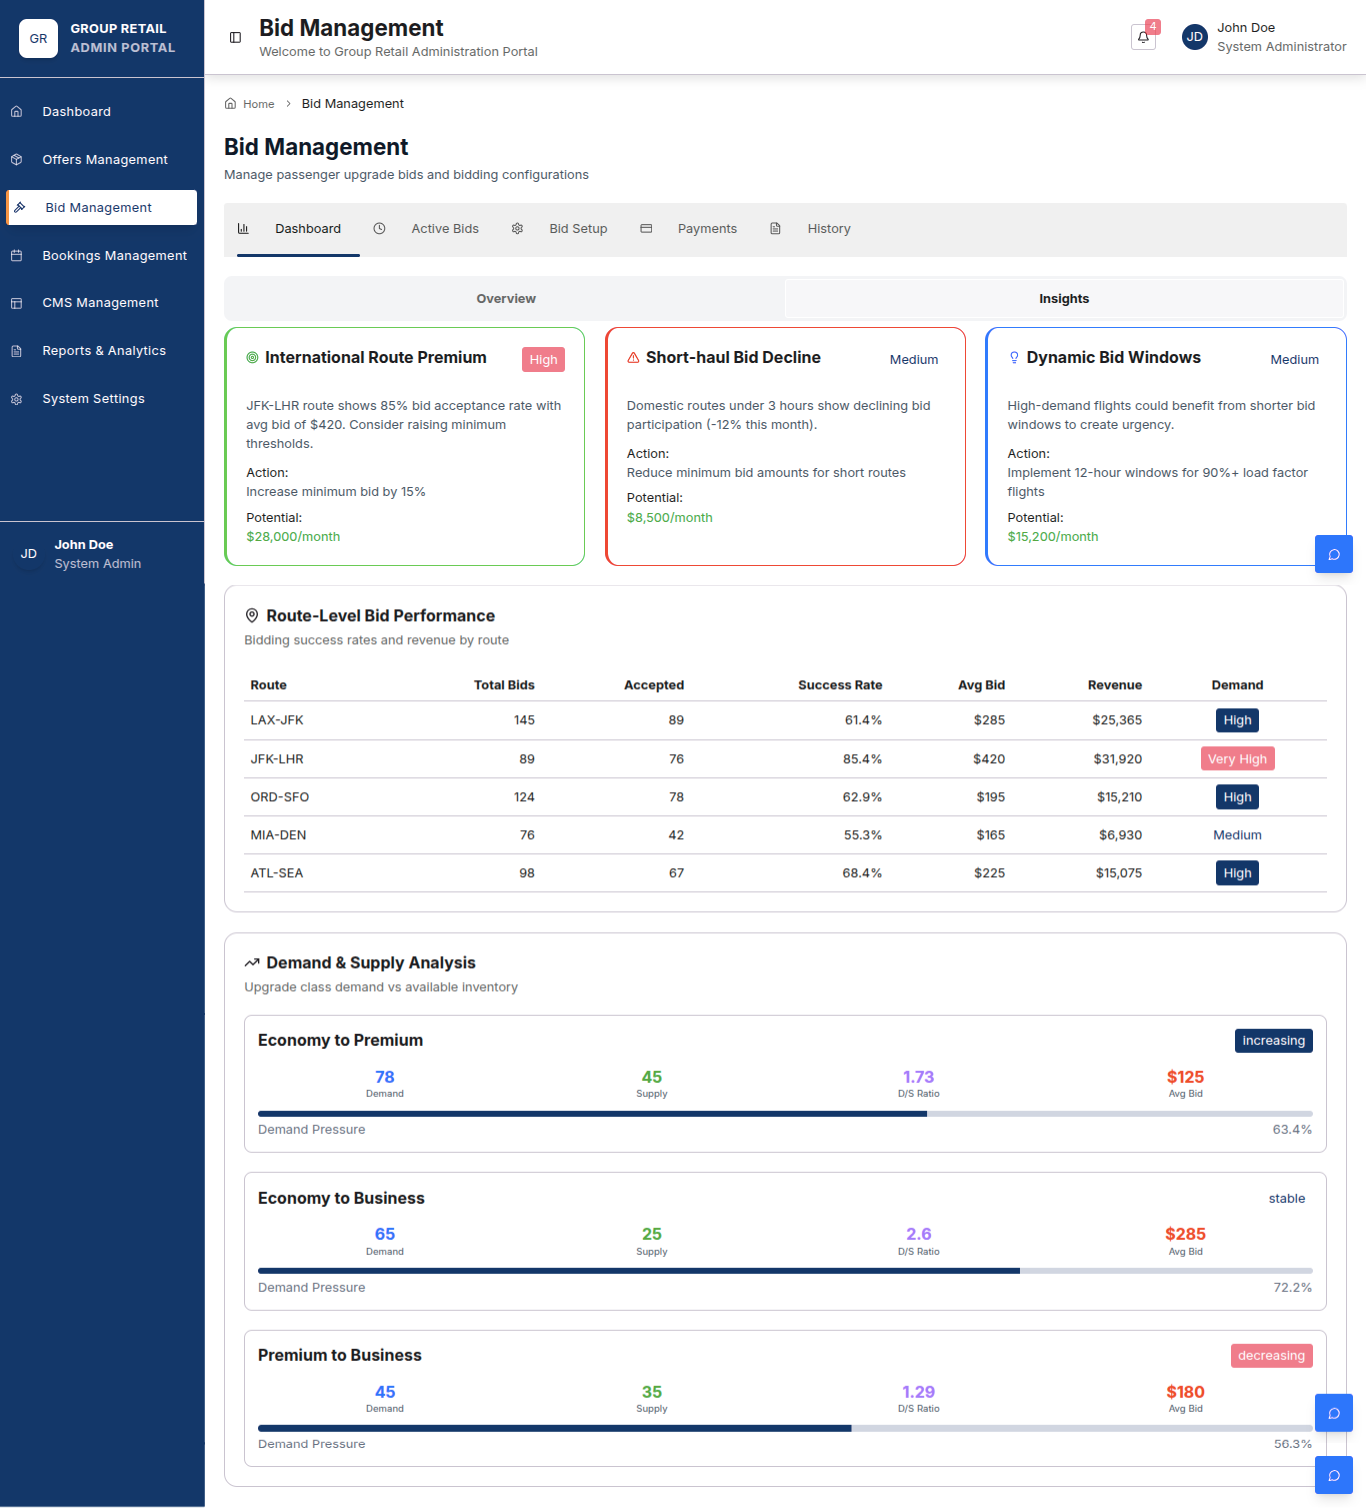 GR
GROUP RETAIL
ADMIN PORTAL
Dashboard
Offers Management
Bid Management
Bookings Management
CMS Management
Reports & Analytics
System Settings
JD
John Doe
System Admin
Bid Management
Welcome to Group Retail Administration Portal
4
JD
John Doe
System Administrator
Home > Bid Management
Bid Management
Manage passenger upgrade bids and bidding configurations
Dashboard Active Bids Bid Setup Payments History
Overview Insights
International Route Premium High
JFK-LHR route shows 85% bid acceptance rate with
avg bid of $420. Consider raising minimum
thresholds.
Action:
Increase minimum bid by 15%
Potential:
$28,000/month
Short-haul Bid Decline Medium
Domestic routes under 3 hours show declining bid
participation (-12% this month).
Action:
Reduce minimum bid amounts for short routes
Potential:
$8,500/month
Dynamic Bid Windows Medium
High-demand flights could benefit from shorter bid
windows to create urgency.
Action:
Implement 12-hour windows for 90%+ load factor
flights
Potential:
$15,200/month
Route-Level Bid Performance
Bidding success rates and revenue by route
Route Total Bids Accepted Success Rate Avg Bid Revenue Demand
LAX-JFK 145 89 61.4% $285 $25,365 High
JFK-LHR 89 76 85.4% $420 $31,920 Very High
ORD-SFO 124 78 62.9% $195 $15,210 High
MIA-DEN 76 42 55.3% $165 $6,930 Medium
ATL-SEA 98 67 68.4% $225 $15,075 High
Demand & Supply Analysis
Upgrade class demand vs available inventory
Economy to Premium increasing
78 45 1.73 $125
Demand Supply D/S Ratio Avg Bid
Demand Pressure 63.4%
Economy to Business stable
65 25 2.6 $285
Demand Supply D/S Ratio Avg Bid
Demand Pressure 72.2%
Premium to Business decreasing
45 35 1.29 $180
Demand Supply D/S Ratio Avg Bid
Demand Pressure 56.3%